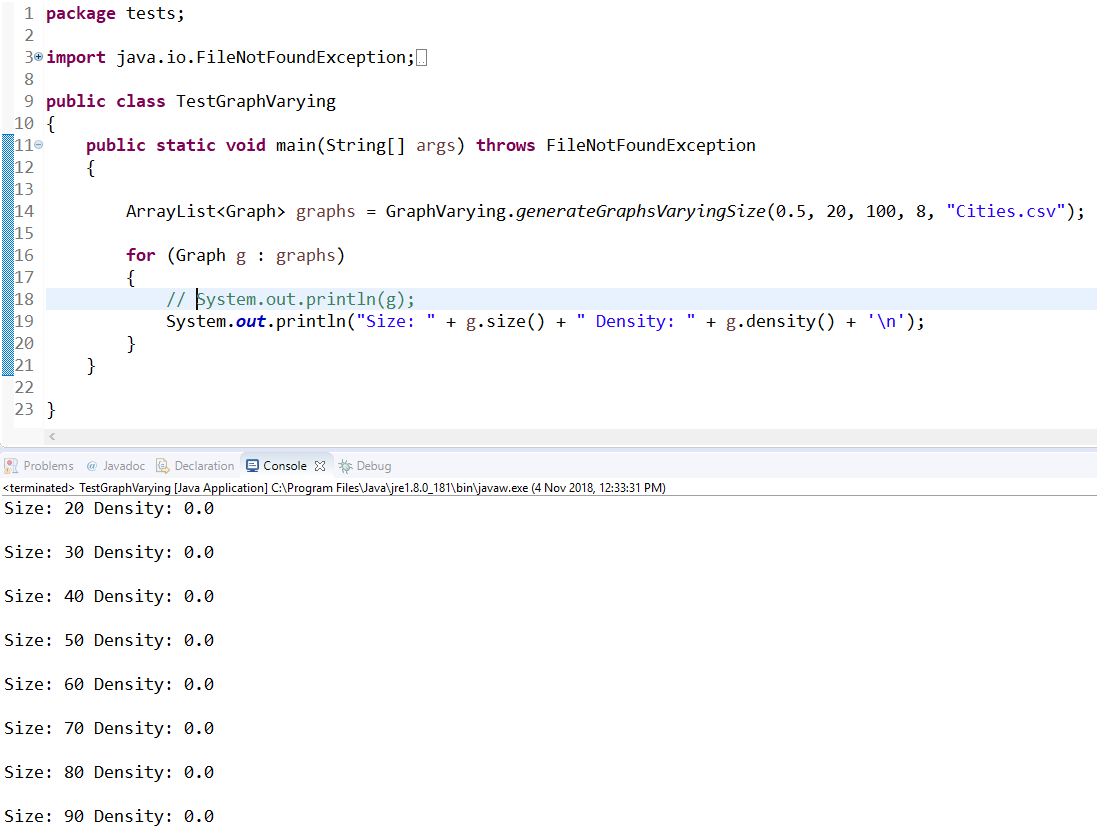 1 package tests;
2
3 import java.io.FileNotFoundException;
8
9 public class TestGraphVarying
10 {
11 public static void main(String[] args) throws FileNotFoundException
12 {
13
14 ArrayList<Graph> graphs = GraphVarying.generateGraphsVaryingSize(0.5, 20, 100, 8, "Cities.csv");
15
16 for (Graph g : graphs)
17 {
18 // System.out.println(g);
19 System.out.println("Size: " + g.size() + " Density: " + g.density() + '\n');
20 }
21 }
22
23 }
Problems @ Javadoc Declaration Console Debug
<terminated> TestGraphVarying [Java Application] C:\Program Files\Java\jre1.8.0_181\bin\javaw.exe (4 Nov 2018, 12:33:31 PM)
Size: 20 Density: 0.0
Size: 30 Density: 0.0
Size: 40 Density: 0.0
Size: 50 Density: 0.0
Size: 60 Density: 0.0
Size: 70 Density: 0.0
Size: 80 Density: 0.0
Size: 90 Density: 0.0